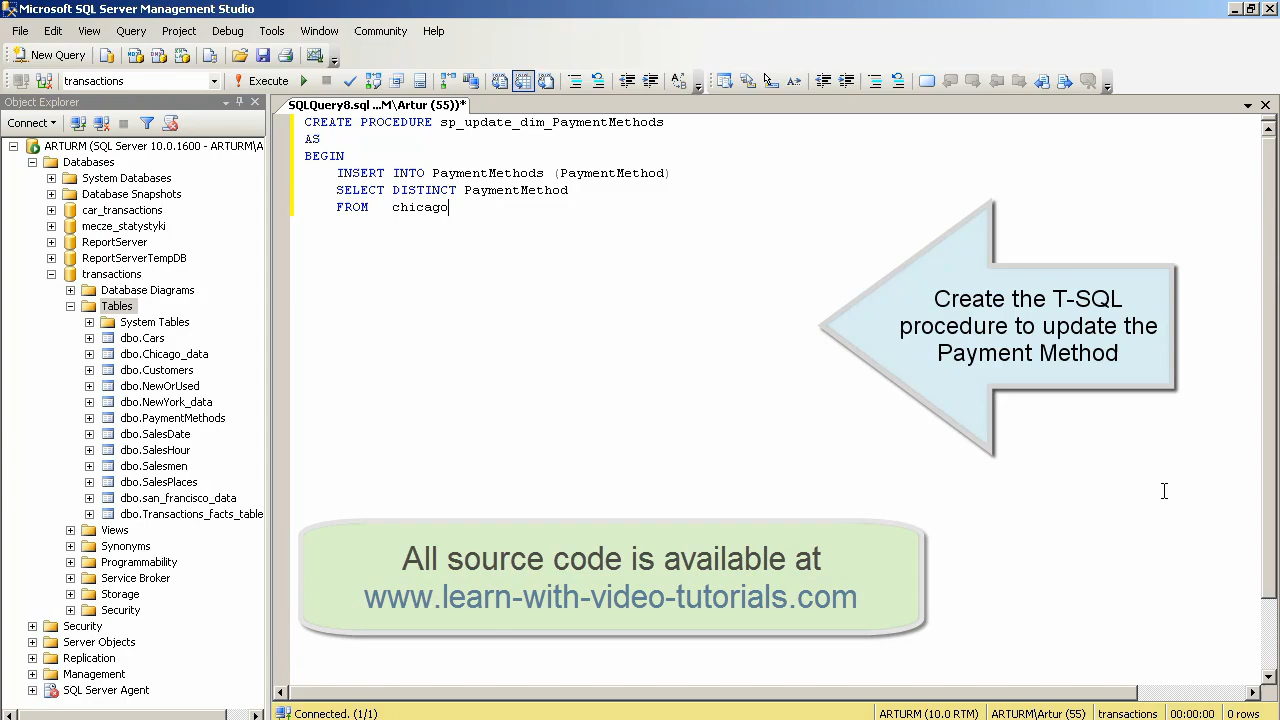 Microsoft SQL Server Management Studio
File Edit View Query Project Debug Tools Window Community Help
New Query
transactions Execute
Object Explorer
SQLQuery8.sql ...M\Artur (55))*
Connect
ARTURM (SQL Server 10.0.1600 - ARTURM\A
Databases
System Databases
Database Snapshots
car_transactions
mecze_statystyki
ReportServer
ReportServerTempDB
transactions
Database Diagrams
Tables
System Tables
dbo.Cars
dbo.Chicago_data
dbo.Customers
dbo.NewOrUsed
dbo.NewYork_data
dbo.PaymentMethods
dbo.SalesDate
dbo.SalesHour
dbo.Salesmen
dbo.SalesPlaces
dbo.san_francisco_data
dbo.Transactions_facts_table
Views
Synonyms
Programmability
Service Broker
Storage
Security
Security
Server Objects
Replication
Management
SQL Server Agent
CREATE PROCEDURE sp_update_dim_PaymentMethods
AS
BEGIN
INSERT INTO PaymentMethods (PaymentMethod)
SELECT DISTINCT PaymentMethod
FROM chicago
Create the T-SQL
procedure to update the
Payment Method
All source code is available at
www.learn-with-video-tutorials.com
Connected. (1/1) ARTURM (10.0 RTM) ARTURM\Artur (55) transactions 00:00:00 0 rows